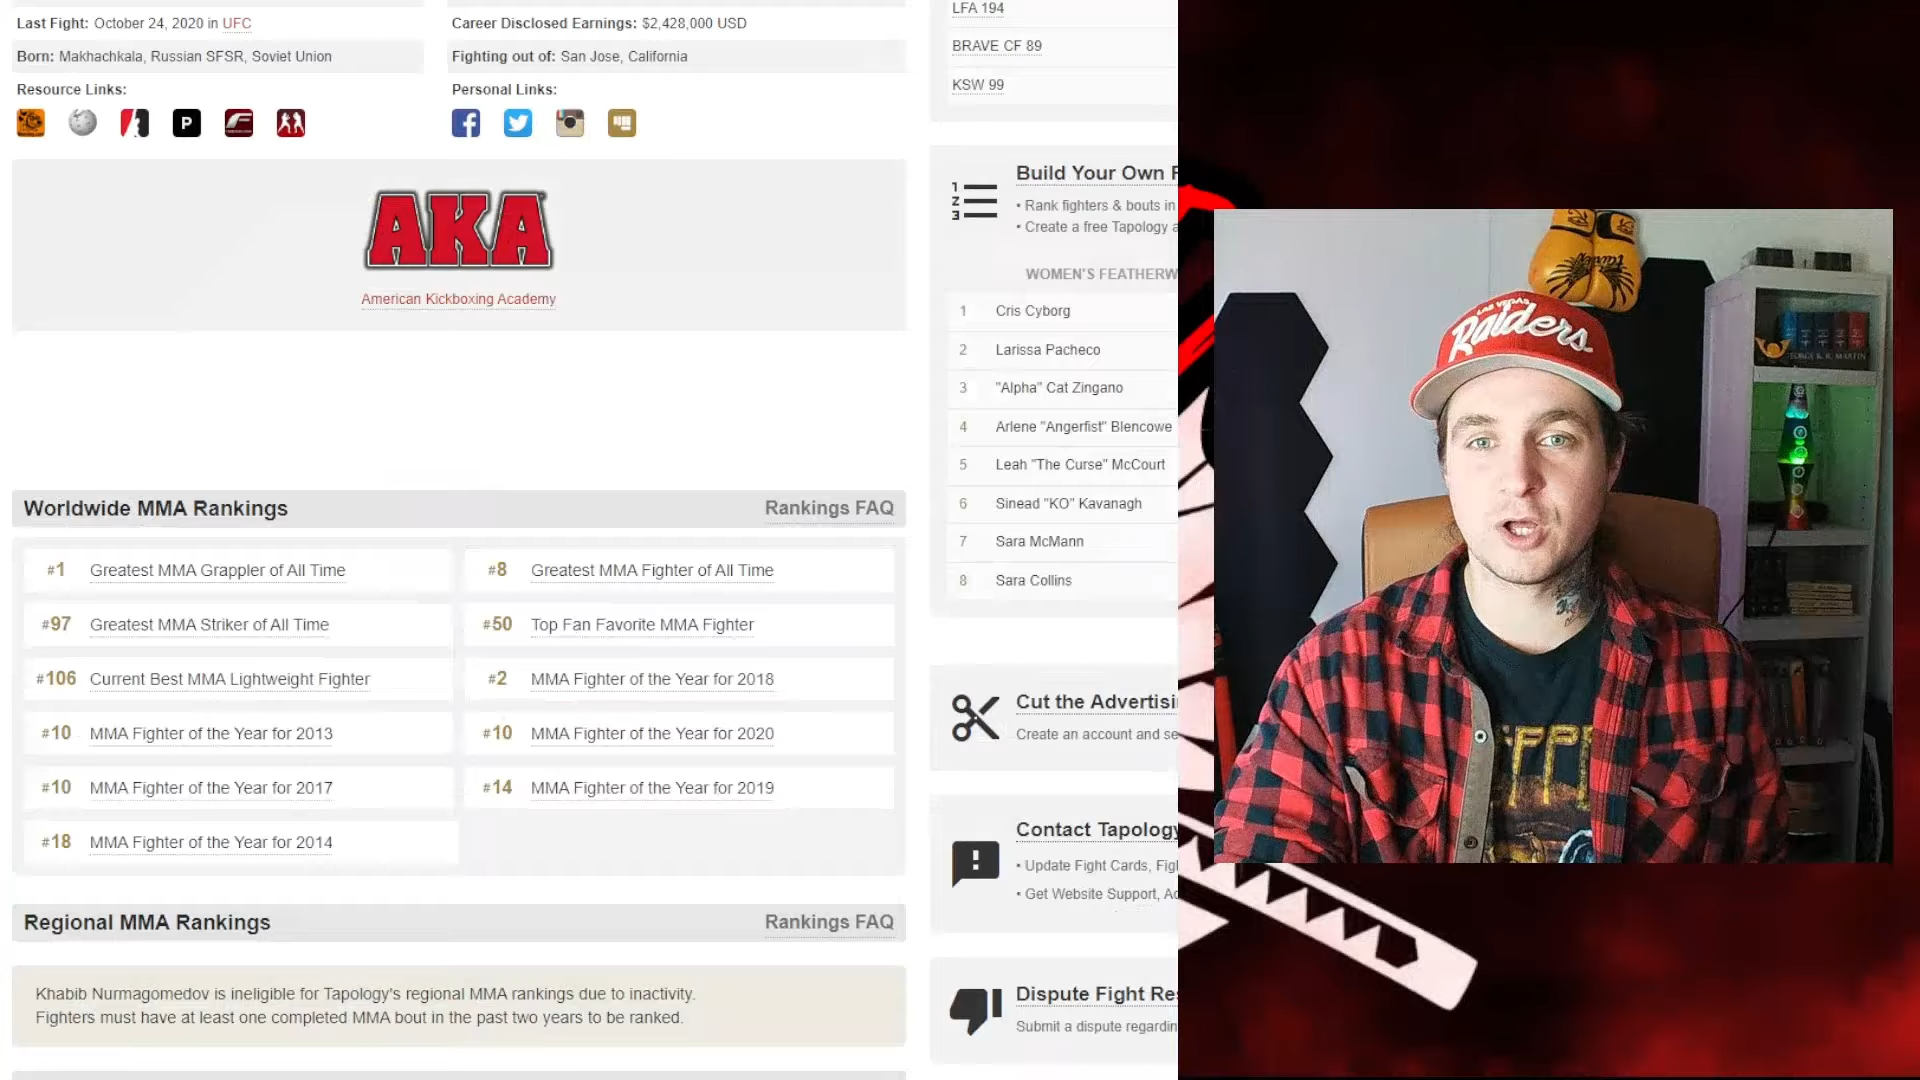 Last Fight: October 24, 2020 in UFC
Born: Makhachkala, Russian SFSR, Soviet Union
Resource Links:
Career Disclosed Earnings: $2,428,000 USD
Fighting out of: San Jose, California
Personal Links:
P
AKA
American Kickboxing Academy
Worldwide MMA Rankings
Rankings FAQ
#1 Greatest MMA Grappler of All Time
#8 Greatest MMA Fighter of All Time
#97 Greatest MMA Striker of All Time
#50 Top Fan Favorite MMA Fighter
#106 Current Best MMA Lightweight Fighter
#2 MMA Fighter of the Year for 2018
#10 MMA Fighter of the Year for 2013
#10 MMA Fighter of the Year for 2020
#10 MMA Fighter of the Year for 2017
#14 MMA Fighter of the Year for 2019
#18 MMA Fighter of the Year for 2014
Regional MMA Rankings
Rankings FAQ
Khabib Nurmagomedov is ineligible for Tapology's regional MMA rankings due to inactivity.
Fighters must have at least one completed MMA bout in the past two years to be ranked.
LFA 194
BRAVE CF 89
KSW 99
1
2
3
Build Your Own
• Rank fighters & bouts in
• Create a free Tapology a
WOMEN'S FEATHERW
1 Cris Cyborg
2 Larissa Pacheco
3 "Alpha" Cat Zingano
4 Arlene "Angerfist" Blencowe
5 Leah "The Curse" McCourt
6 Sinead "KO" Kavanagh
7 Sara McMann
8 Sara Collins
Cut the Advertisi
Create an account and se
Contact Tapology
• Update Fight Cards, Figh
• Get Website Support, Ad
Dispute Fight Res
Submit a dispute regardin
LAS VEGAS
Raiders
GEORGE R. R. MARTIN